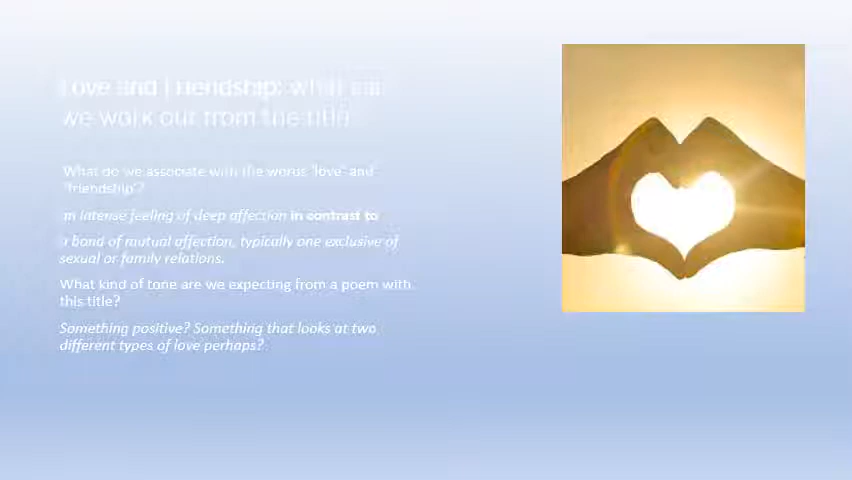 Love and Friendship: what can
we work out from the title
What do we associate with the words 'love' and
'friendship'?
n intense feeling of deep affection in contrast to
a bond of mutual affection, typically one exclusive of
sexual or family relations.
What kind of tone are we expecting from a poem with
this title?
Something positive? Something that looks at two
different types of love perhaps?